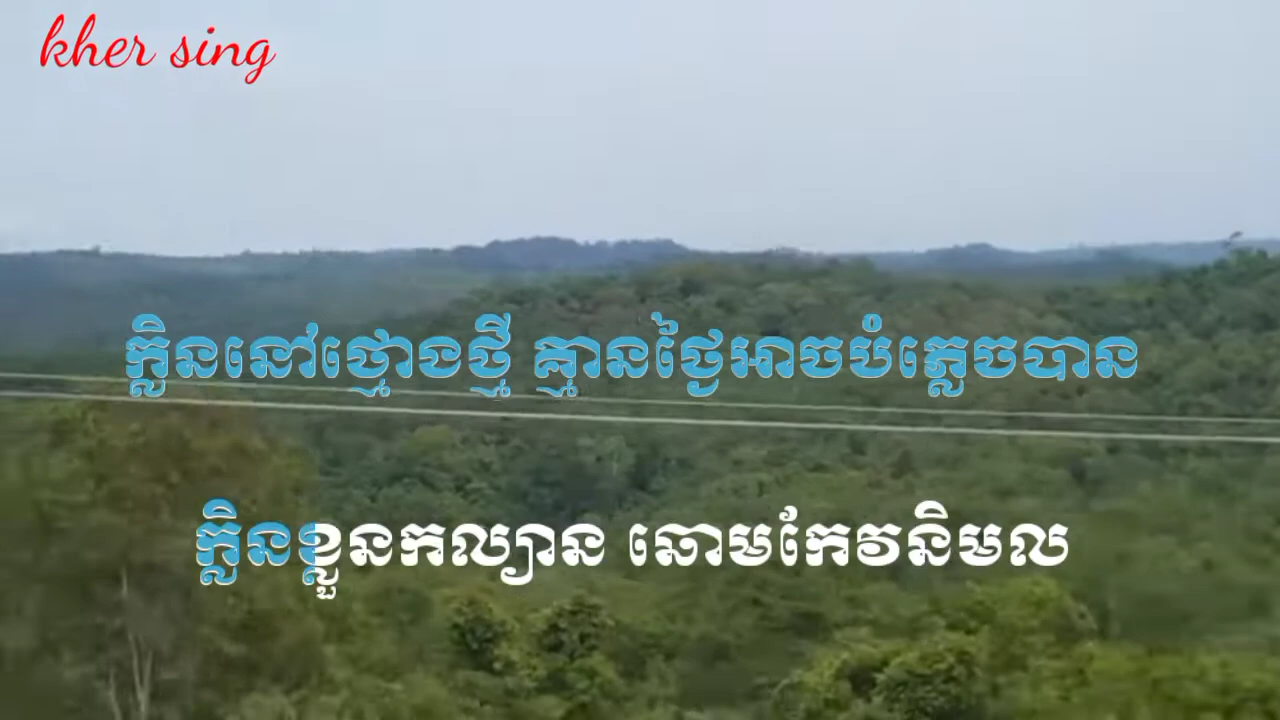 kher sing
ក្លិននៅថ្មោងថ្មី គ្មានថ្ងៃអាចបំភ្លេចបាន
ក្លិនខ្លួនកល្យាន ឆោមកែវនិមល